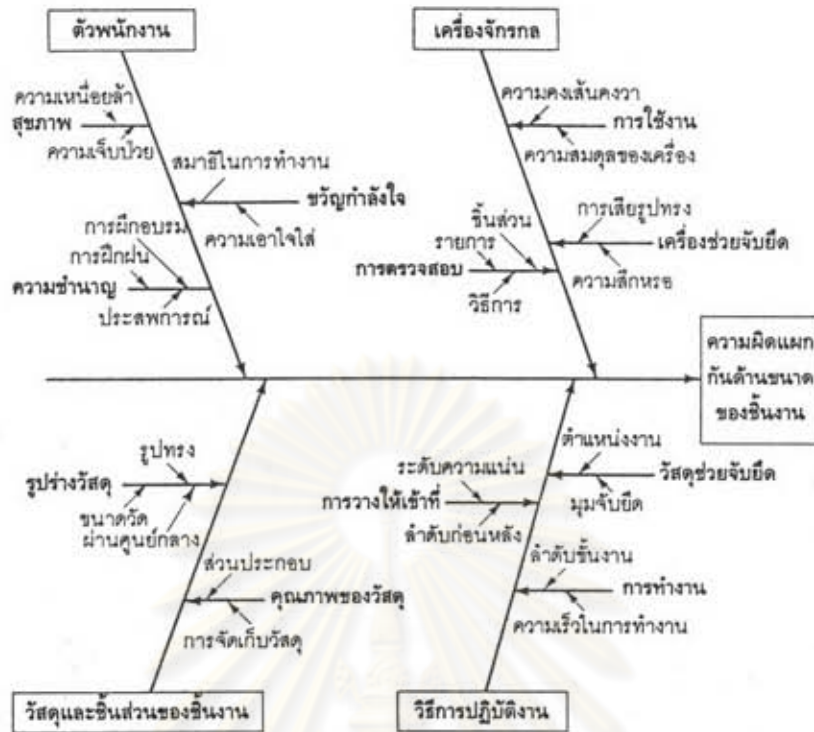 ตัวพนักงาน
เครื่องจักรกล
ความเหนื่อยล้า
สุขภาพ
ความเจ็บป่วย
สมาธิในการทำงาน
ขวัญกำลังใจ
ความเอาใจใส่
การฝึกอบรม
การฝึกฝน
ความชำนาญ
ประสพการณ์
ความคงเส้นคงวา
การใช้งาน
ความสมดุลของเครื่อง
การเสียรูปทรง
เครื่องช่วยจับยึด
ความสึกหรอ
ชิ้นส่วน
รายการ
การตรวจสอบ
วิธีการ
ความผิดแผก
กันด้านขนาด
ของชิ้นงาน
รูปทรง
รูปร่างวัสดุ
ขนาดวัด
ผ่านศูนย์กลาง
ส่วนประกอบ
คุณภาพของวัสดุ
การจัดเก็บวัสดุ
ตำแหน่งงาน
วัสดุช่วยจับยึด
มุมจับยึด
ระดับความแน่น
การวางให้เข้าที่
ลำดับก่อนหลัง
ลำดับขั้นงาน
การทำงาน
ความเร็วในการทำงาน
วัสดุและชิ้นส่วนของชิ้นงาน
วิธีการปฏิบัติงาน